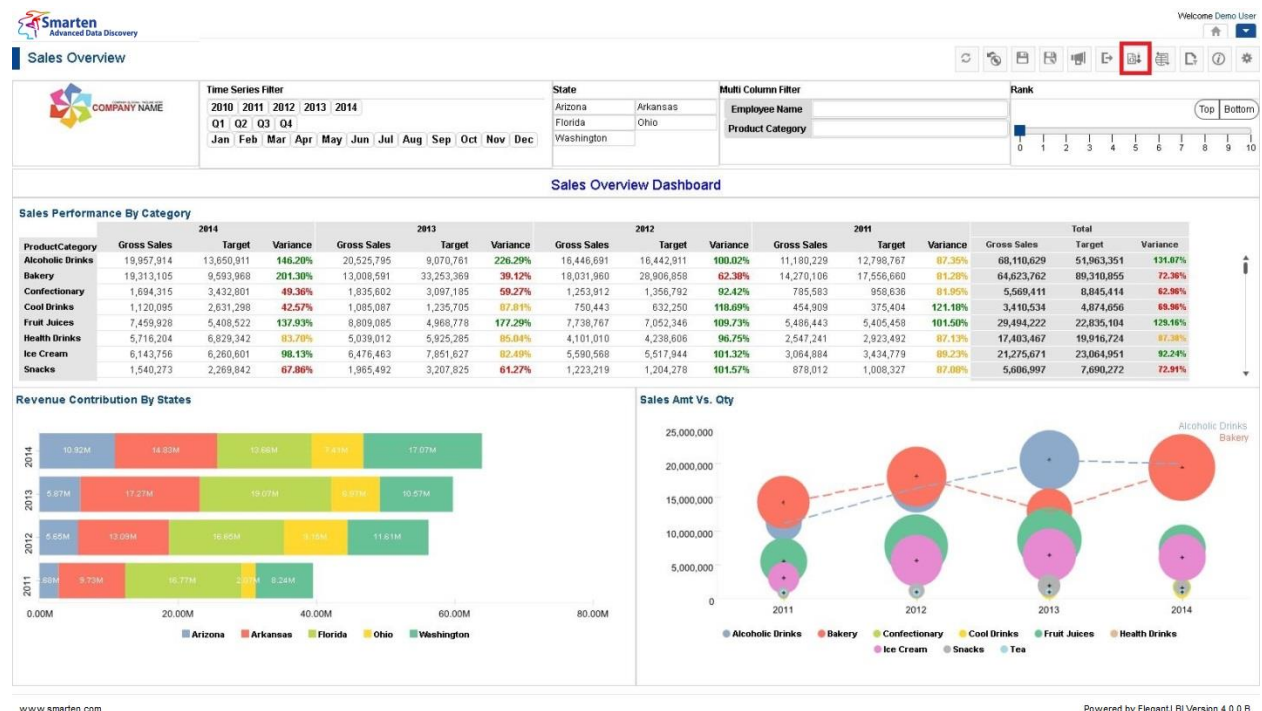 Smarten
Advanced Data Discovery
Welcome Demo User
Sales Overview
COMPANY NAME
Time Series Filter
2010 2011 2012 2013 2014
Q1 Q2 Q3 Q4
Jan Feb Mar Apr May Jun Jul Aug Sep Oct Nov Dec
State
Arizona Arkansas
Florida Ohio
Washington
Multi Column Filter
Employee Name
Product Category
Rank
Top Bottom
0 1 2 3 4 5 6 7 8 9 10
Sales Overview Dashboard
Sales Performance By Category
2014 2013 2012 2011 Total
ProductCategory Gross Sales Target Variance Gross Sales Target Variance Gross Sales Target Variance Gross Sales Target Variance Gross Sales Target Variance
Alcoholic Drinks 19,957,914 13,650,911 146.20% 20,525,795 9,070,761 226.29% 16,446,691 16,442,911 100.02% 11,180,229 12,798,767 87.35% 68,110,629 51,963,351 131.07%
Bakery 19,313,105 9,593,968 201.30% 13,008,591 33,253,369 39.12% 18,031,960 28,906,858 62.38% 14,270,106 17,556,660 81.28% 64,623,762 89,310,855 72.36%
Confectionary 1,694,315 3,432,801 49.36% 1,835,602 3,097,185 59.27% 1,253,912 1,356,792 92.42% 785,583 958,636 81.95% 5,569,411 8,845,414 62.96%
Cool Drinks 1,120,095 2,631,298 42.57% 1,085,087 1,235,705 87.81% 750,443 632,250 118.69% 454,909 375,404 121.18% 3,410,534 4,874,656 69.96%
Fruit Juices 7,459,928 5,408,522 137.93% 8,809,085 4,968,778 177.29% 7,738,767 7,052,346 109.73% 5,486,443 5,405,458 101.50% 29,494,222 22,835,104 129.16%
Health Drinks 5,716,204 6,829,342 83.70% 5,039,012 5,925,285 85.04% 4,101,010 4,238,606 96.75% 2,547,241 2,923,492 87.13% 17,403,467 19,916,724 87.38%
Ice Cream 6,143,756 6,260,601 98.13% 6,476,463 7,851,627 82.49% 5,590,568 5,517,944 101.32% 3,064,884 3,434,779 89.23% 21,275,671 23,064,951 92.24%
Snacks 1,540,273 2,269,842 67.86% 1,965,492 3,207,825 61.27% 1,223,219 1,204,278 101.57% 878,012 1,008,327 87.08% 5,606,997 7,690,272 72.91%
Revenue Contribution By States
2014 10.92M 14.83M 13.66M 7.41M 17.07M
2013 5.87M 17.27M 19.07M 10.57M
2012 5.65M 13.09M 16.65M 11.61M
2011 9.73M 16.77M 8.24M
0.00M 20.00M 40.00M 60.00M 80.00M
Arizona Arkansas Florida Ohio Washington
Sales Amt Vs. Qty
Alcoholic Drinks
Bakery
25,000,000
20,000,000
15,000,000
10,000,000
5,000,000
0
2011 2012 2013 2014
Alcoholic Drinks Bakery Confectionary Cool Drinks Fruit Juices Health Drinks
Ice Cream Snacks Tea
www.smarten.com
Powered by ElegantJ BI Version 4.0.0 B